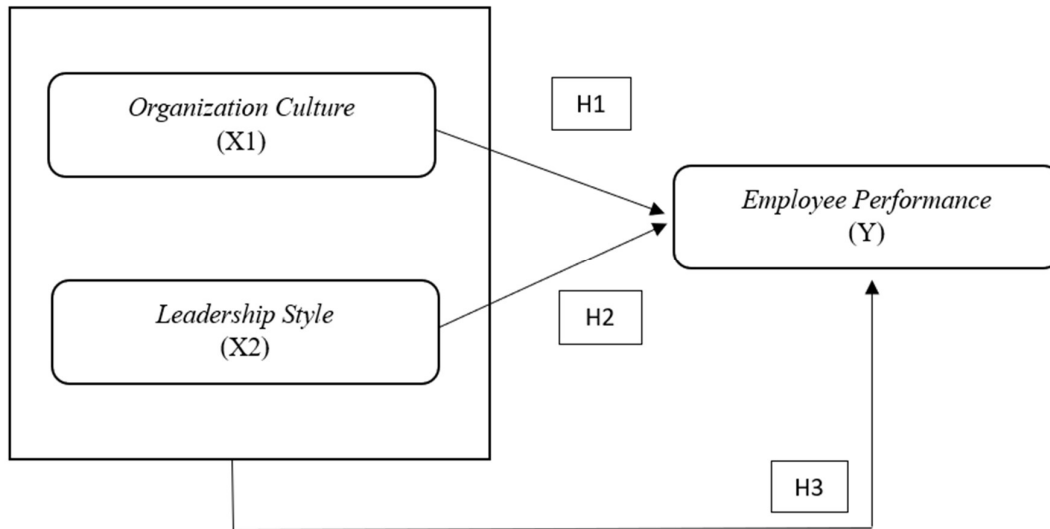 Organization Culture
(X1)
H1
Employee Performance
(Y)
Leadership Style
(X2)
H2
H3